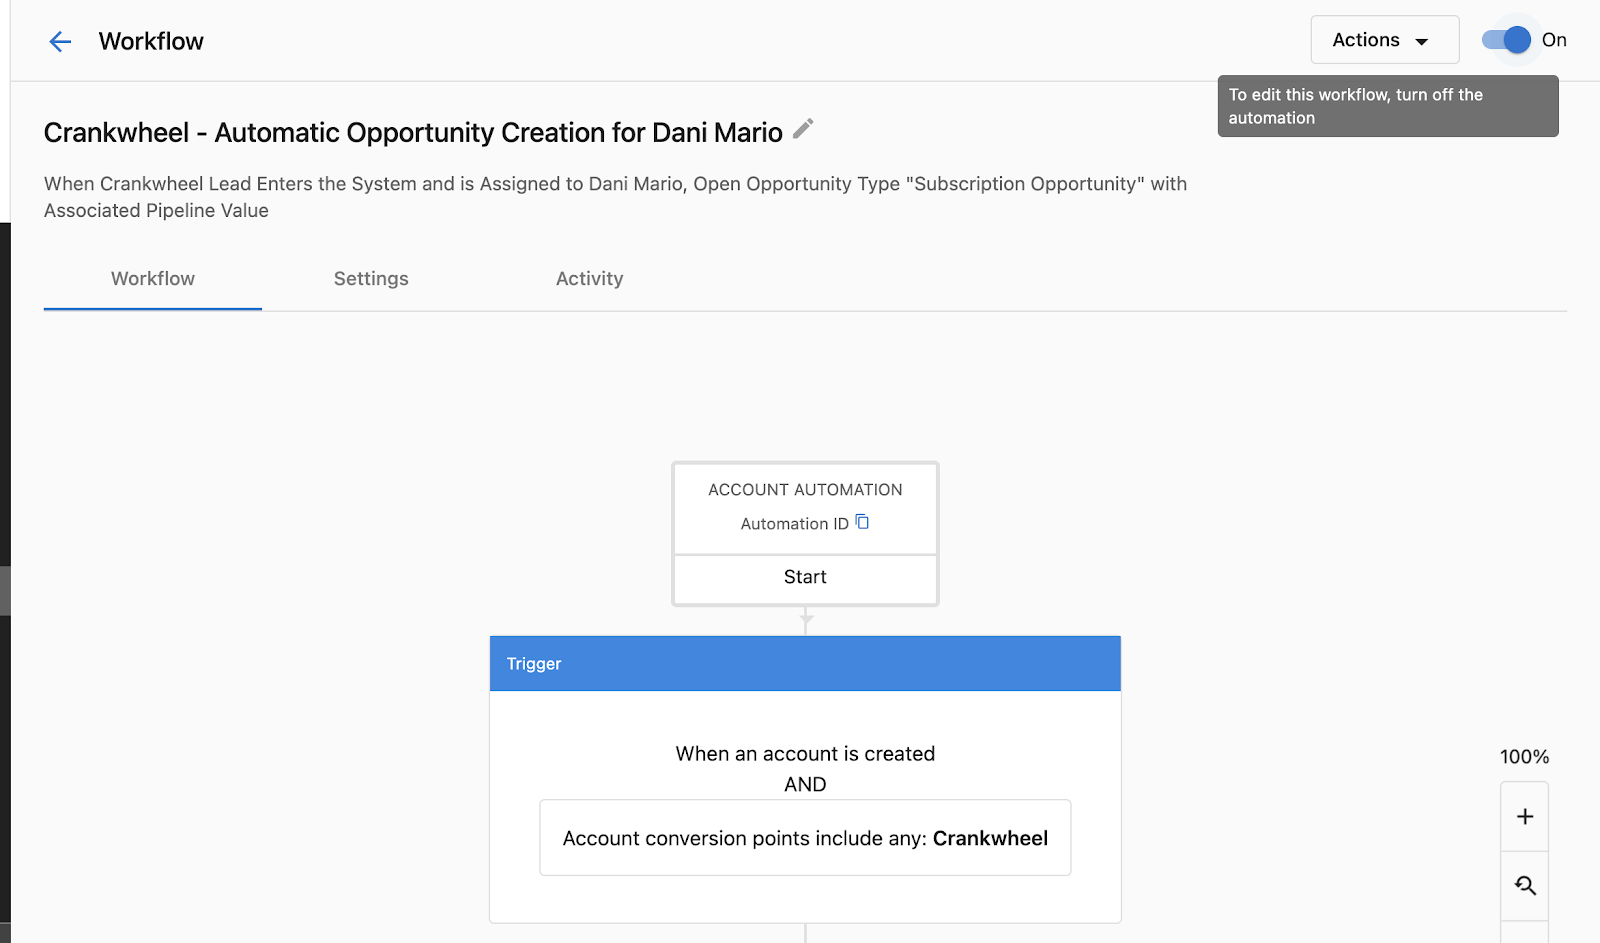 Workflow
Actions
On
To edit this workflow, turn off the
automation
Crankwheel - Automatic Opportunity Creation for Dani Mario
When Crankwheel Lead Enters the System and is Assigned to Dani Mario, Open Opportunity Type "Subscription Opportunity" with
Associated Pipeline Value
Workflow
Settings
Activity
ACCOUNT AUTOMATION
Automation ID
Start
Trigger
When an account is created
AND
Account conversion points include any: Crankwheel
100%
+